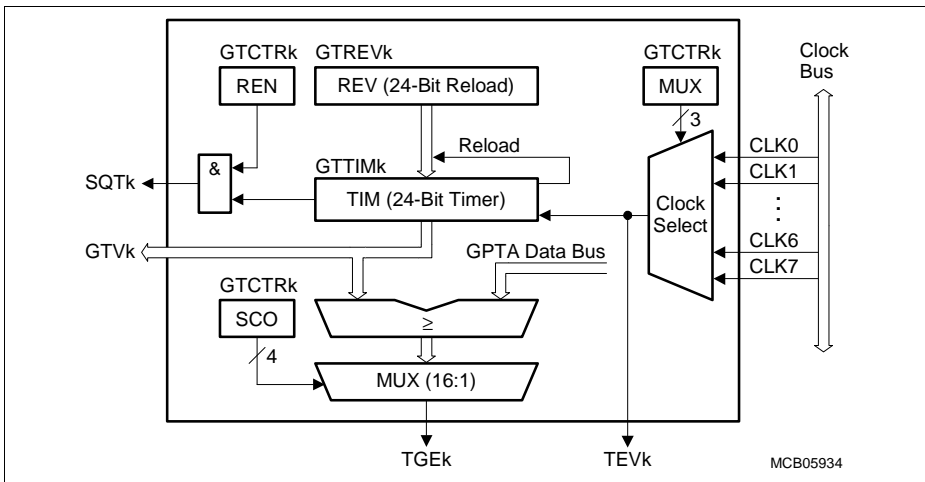 GTCTRk
GTREVk
GTCTRk
Clock
Bus
REN
REV (24-Bit Reload)
MUX
3
Reload
CLK0
&
GTTIMk
CLK1
SQTk
TIM (24-Bit Timer)
Clock
Select
GTVk
GPTA Data Bus
CLK6
CLK7
GTCTRk
SCO
≥
4
MUX (16:1)
TGEk
TEVk
MCB05934